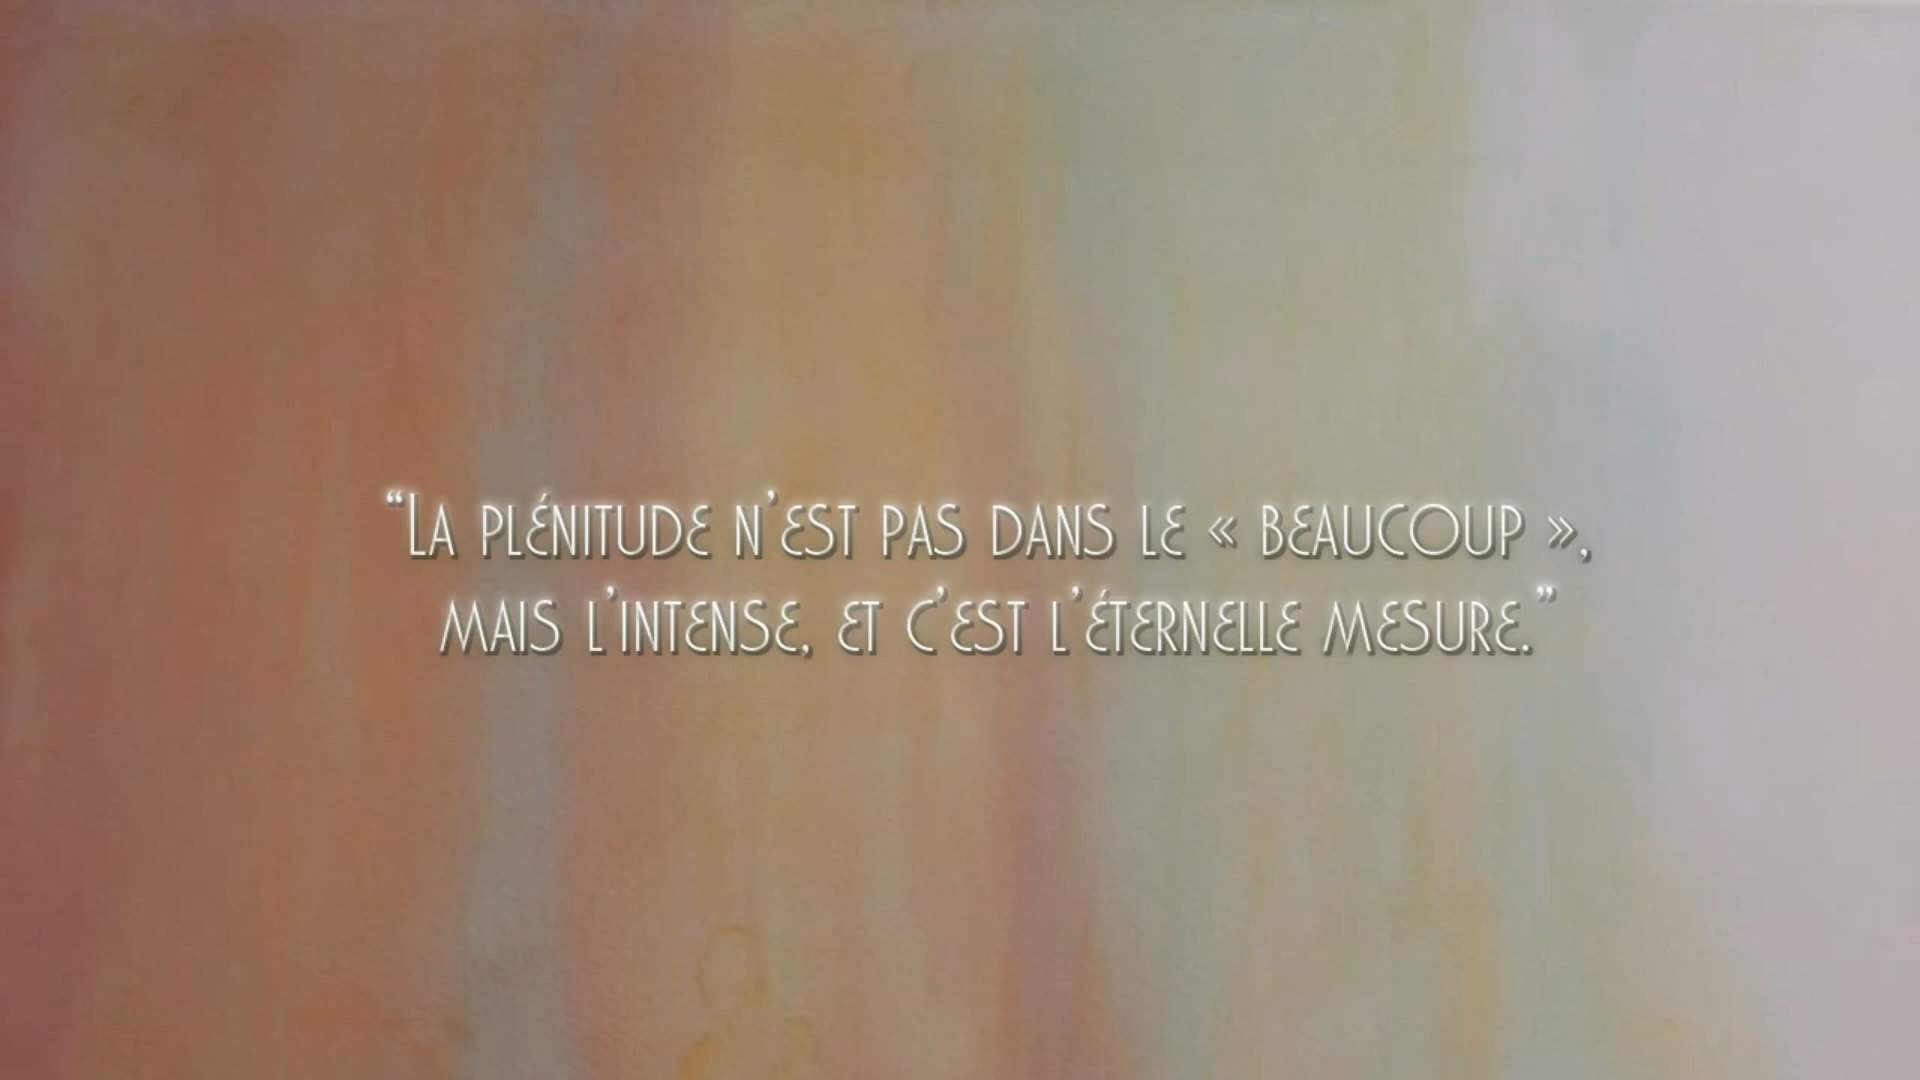 “La plénitude n’est pas dans le « beaucoup »,
mais l’intense, et c’est l’éternelle mesure.”